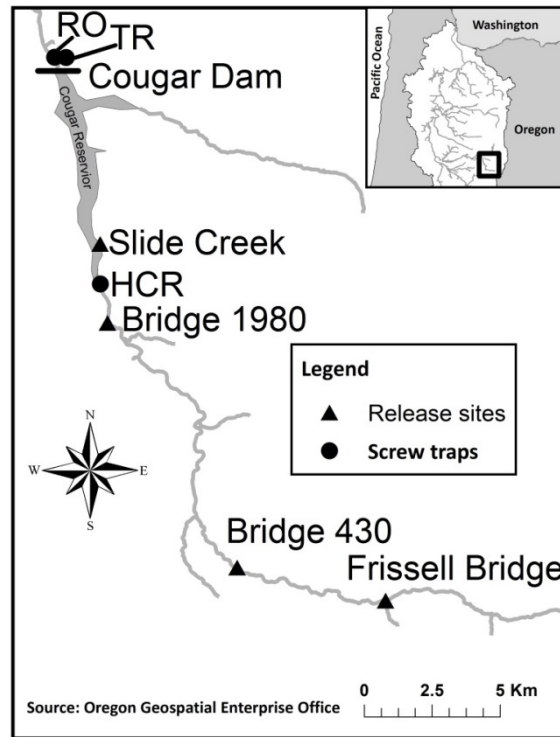 RO TR
Cougar Dam
Cougar Reservior
Slide Creek
HCR
Bridge 1980
Bridge 430
Frissell Bridge
Pacific Ocean
Washington
Oregon
Legend
Release sites
Screw traps
N
W E
S
0 2.5 5 Km
Source: Oregon Geospatial Enterprise Office